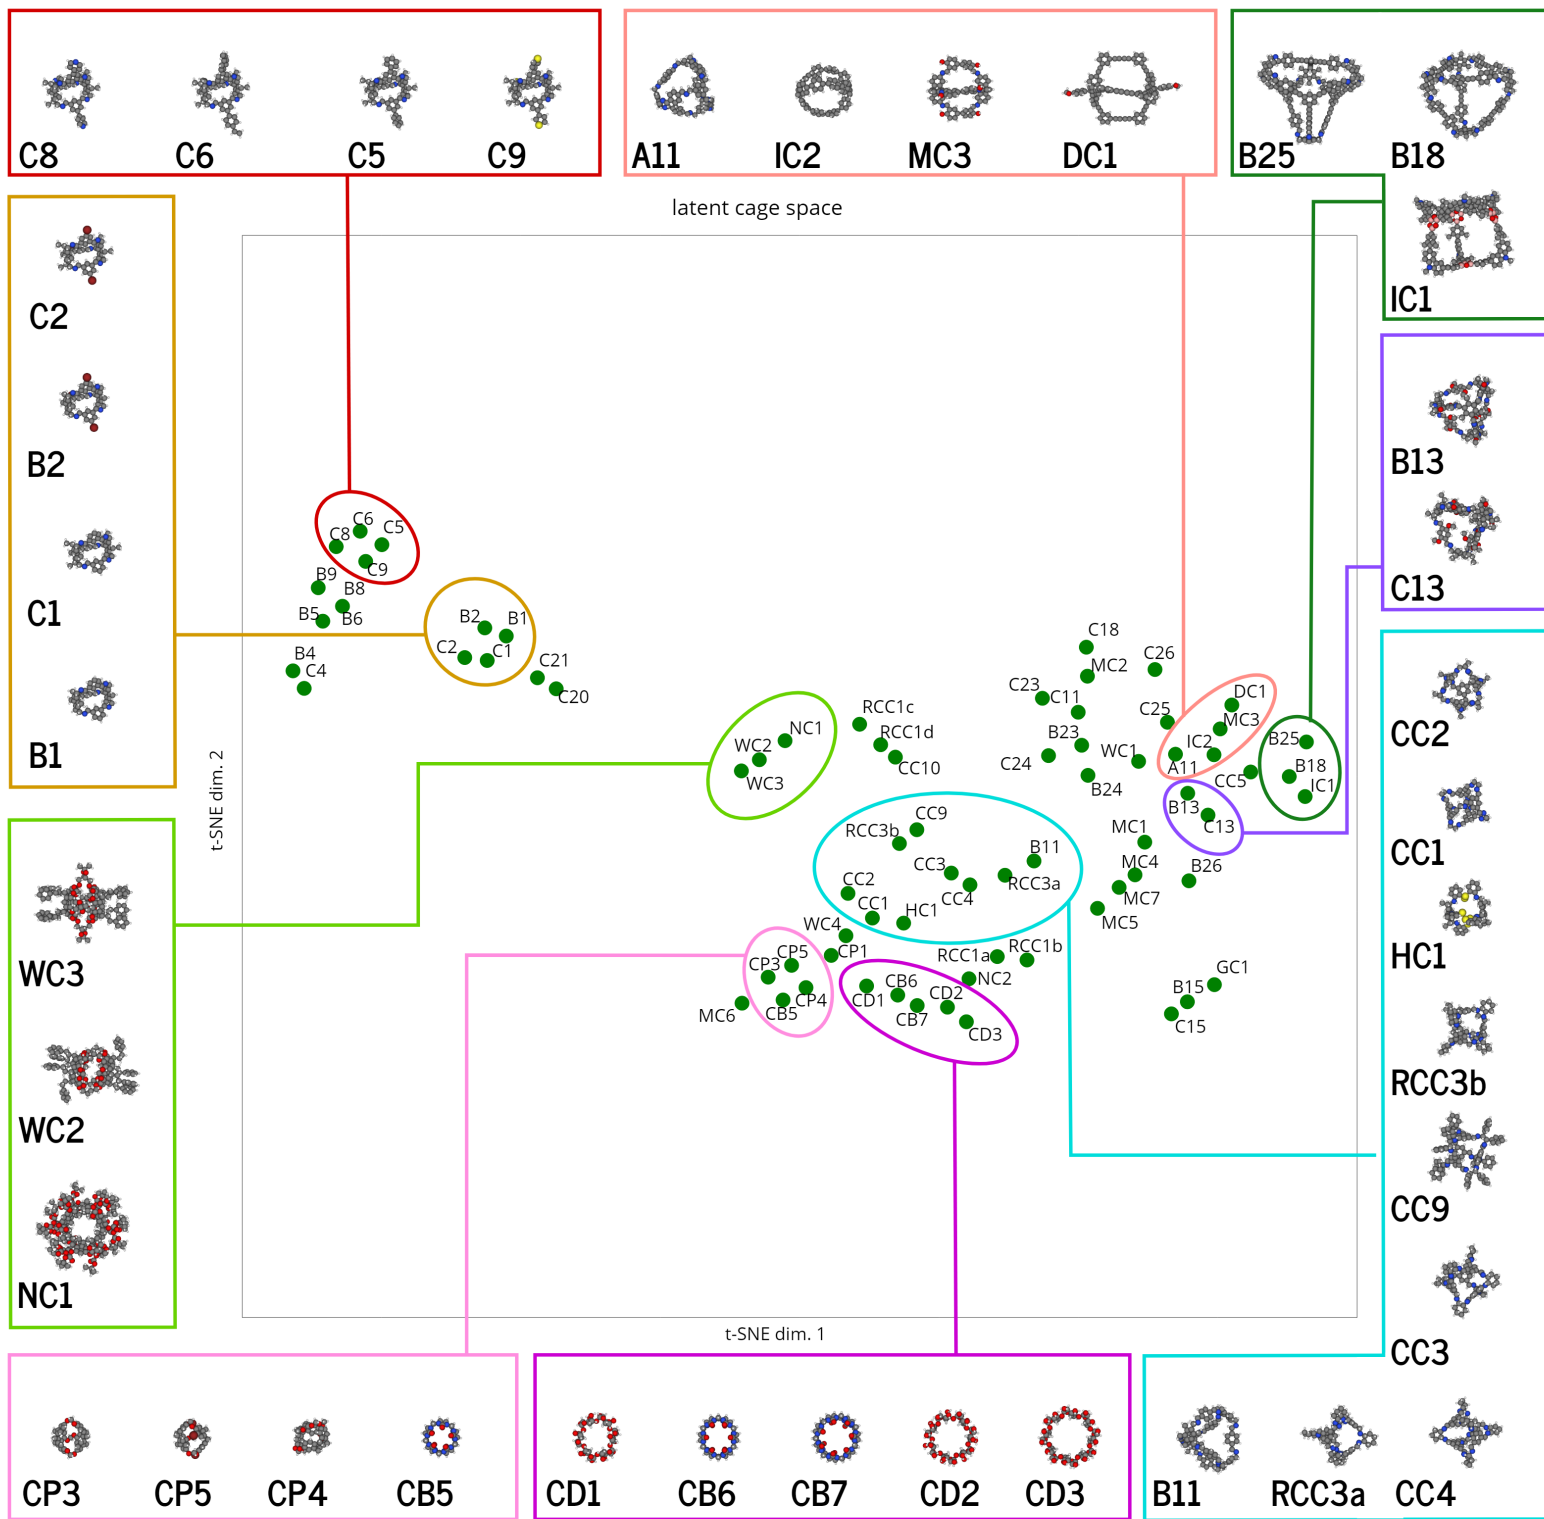 C8 C6 C5 C9
A11 IC2 MC3 DC1
B25 B18
IC1
latent cage space
C2
B2
C1
B1
B13
C13
WC3
WC2
NC1
CC2
CC1
HC1
RCC3b
CC9
CC3
CP3 CP5 CP4 CB5
CD1 CB6 CB7 CD2 CD3
B11 RCC3a CC4
t-SNE dim. 2
t-SNE dim. 1
C6
C8
C5
C9
B9
B8
B5
B6
B4
C4
B2
B1
C2
C1
C21
C20
NC1
WC2
WC3
RCC1c
RCC1d
CC10
C18
MC2
C26
C23
C11
C25
B23
C24
WC1
B24
DC1
MC3
IC2
A11
CC5
B25
B18
IC1
B13
C13
CC9
RCC3b
B11
CC3
RCC3a
CC4
CC2
CC1
HC1
MC1
MC4
MC7
MC5
B26
WC4
CP1
CP5
CP3
CP4
CB5
MC6
RCC1a
RCC1b
NC2
CB6
CD1
CB7
CD2
CD3
GC1
B15
C15